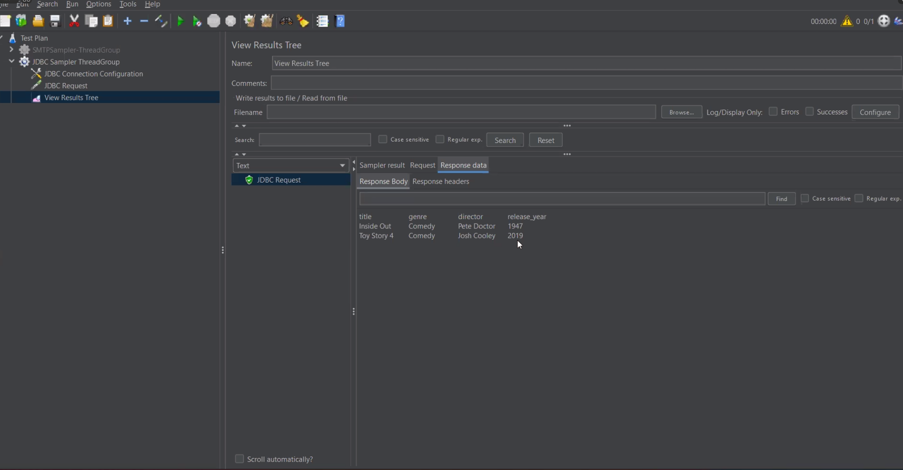 File Edit Search Run Options Tools Help
00:00:00 0 0/1
Test Plan
SMTPSampler-ThreadGroup
JDBC Sampler ThreadGroup
JDBC Connection Configuration
JDBC Request
View Results Tree
View Results Tree
Name: View Results Tree
Comments:
Write results to file / Read from file
Filename Browse... Log/Display Only: Errors Successes Configure
Search: Case sensitive Regular exp. Search Reset
Text
JDBC Request
Scroll automatically?
Sampler result Request Response data
Response Body Response headers
Find Case sensitive Regular exp.
title genre director release_year
Inside Out Comedy Pete Doctor 1947
Toy Story 4 Comedy Josh Cooley 2019